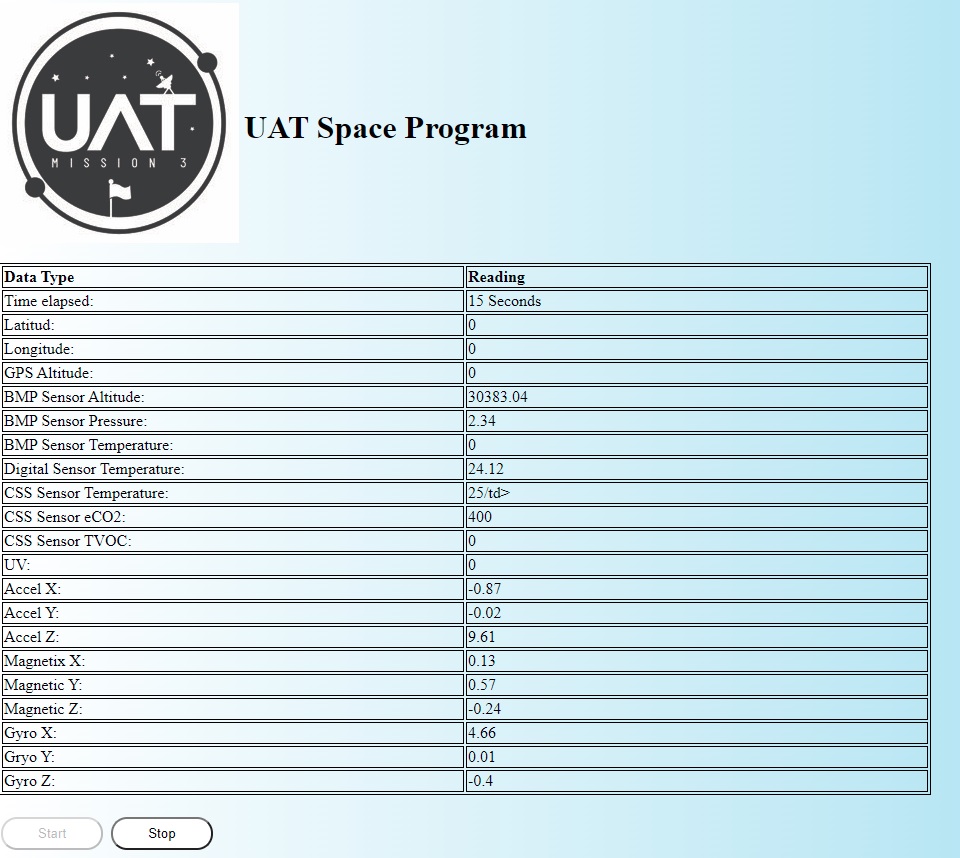 UAT
MISSION 3
UAT Space Program
Data Type Reading
Time elapsed: 15 Seconds
Latitud: 0
Longitude: 0
GPS Altitude: 0
BMP Sensor Altitude: 30383.04
BMP Sensor Pressure: 2.34
BMP Sensor Temperature: 0
Digital Sensor Temperature: 24.12
CSS Sensor Temperature: 25/td>
CSS Sensor eCO2: 400
CSS Sensor TVOC: 0
UV: 0
Accel X: -0.87
Accel Y: -0.02
Accel Z: 9.61
Magnetix X: 0.13
Magnetic Y: 0.57
Magnetic Z: -0.24
Gyro X: 4.66
Gryo Y: 0.01
Gyro Z: -0.4
Start Stop